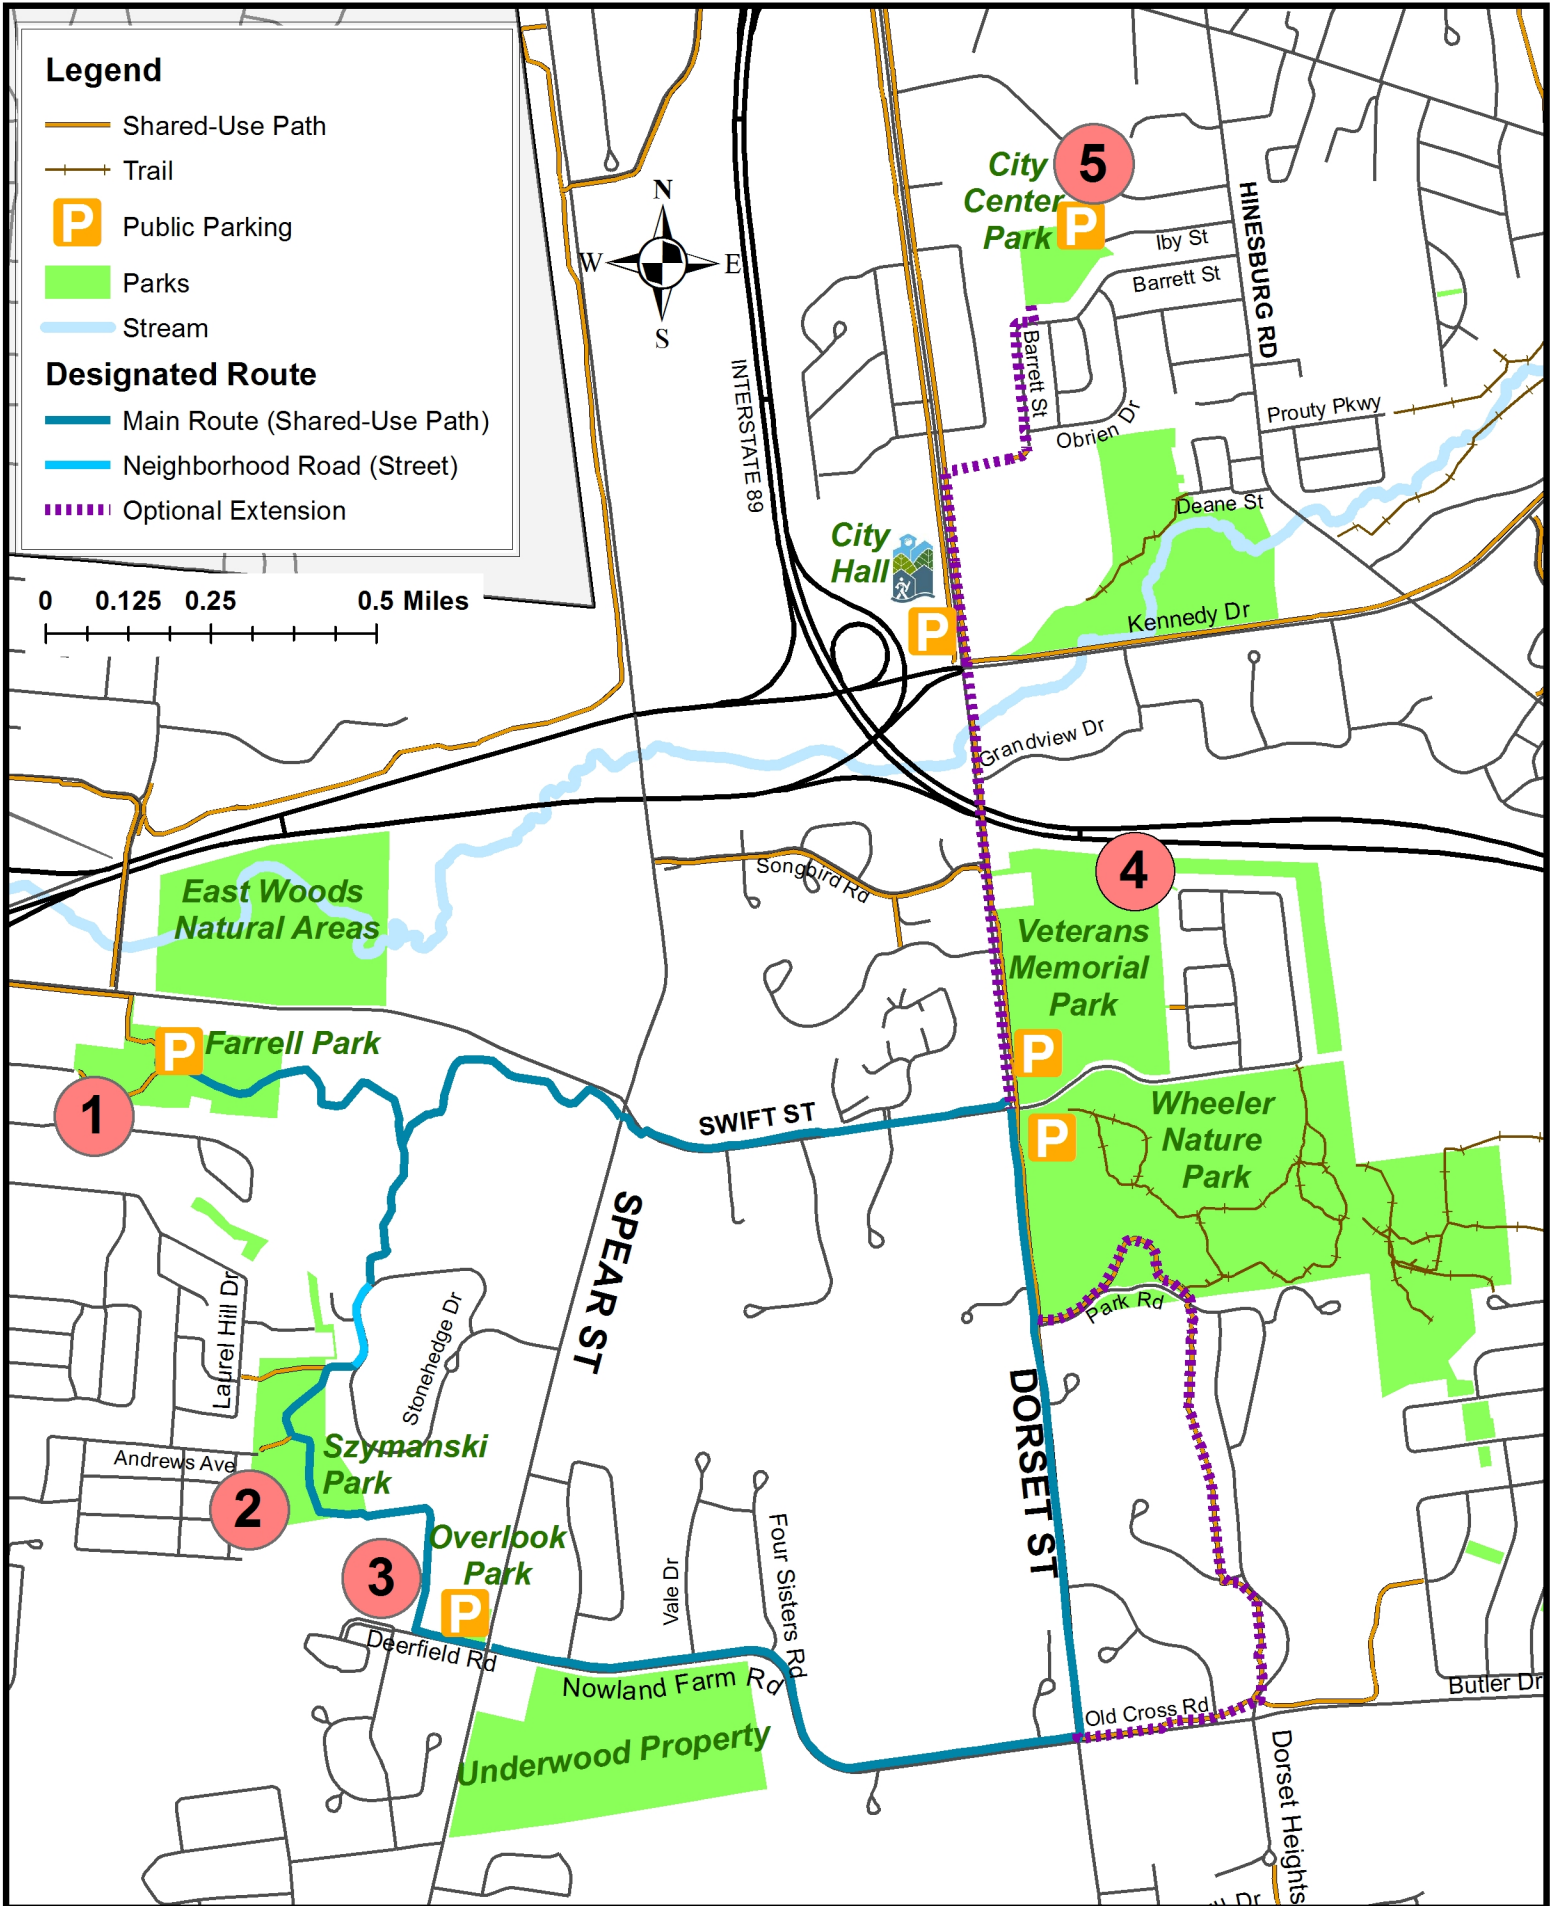 Legend
Shared-Use Path
Trail
P
Public Parking
Parks
Stream
Designated Route
Main Route (Shared-Use Path)
Neighborhood Road (Street)
Optional Extension
0 0.125 0.25 0.5 Miles
N
W E
S
5
City
Center
Park
P
Iby St
Barrett St
HINESBURG RD
INTERSTATE 89
Barrett St
Obrien Dr
Prouty Pkwy
Deane St
City
Hall
P
Kennedy Dr
Grandview Dr
Songbird Rd
4
East Woods
Natural Areas
Veterans
Memorial
Park
P
P
Farrell Park
1
SWIFT ST
Wheeler
Nature
Park
P
SPEAR ST
Laurel Hill Dr
Stonehedge Dr
Park Rd
DORSET ST
Szymanski
Park
Andrews Ave
2
Overlook
Park
3
P
Vale Dr
Four Sisters Rd
Deerfield Rd
Nowland Farm Rd
Underwood Property
Old Cross Rd
Butler Dr
Dorset Heights
Dr